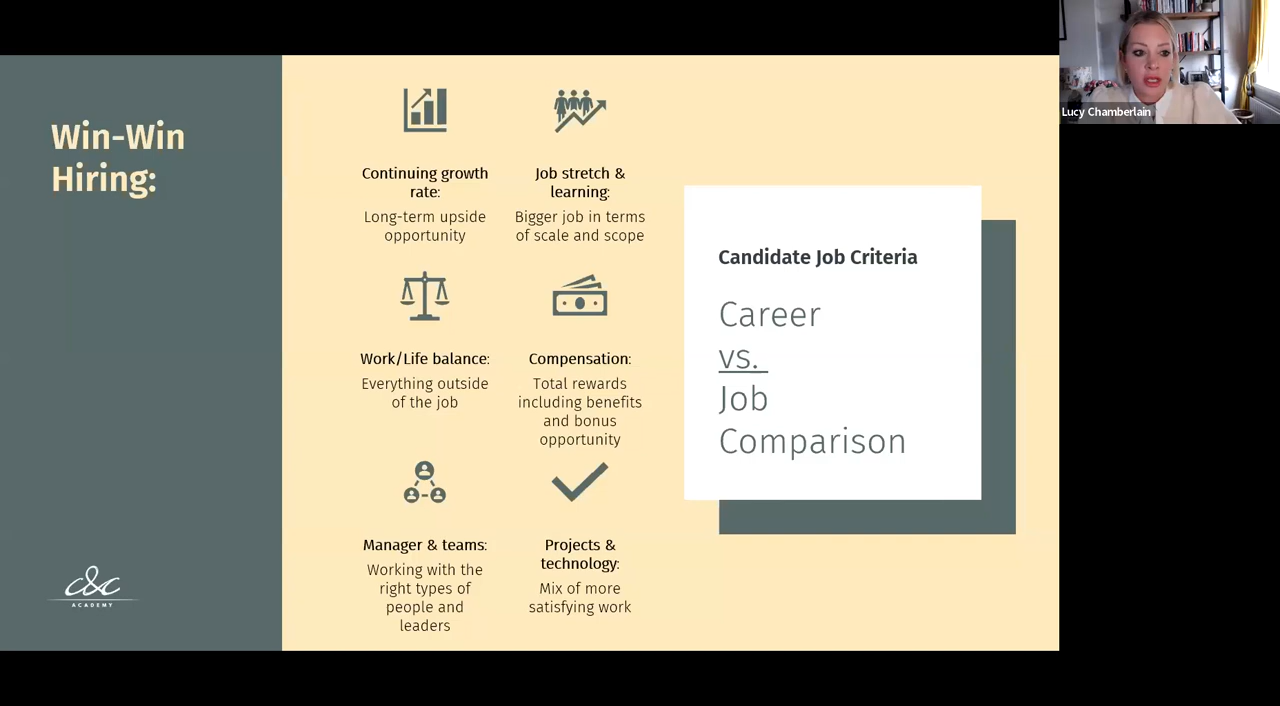 Win-Win
Hiring:
Continuing growth
rate:
Long-term upside
opportunity
Job stretch &
learning:
Bigger job in terms
of scale and scope
Work/Life balance:
Everything outside
of the job
Compensation:
Total rewards
including benefits
and bonus
opportunity
Manager & teams:
Working with the
right types of
people and
leaders
Projects &
technology:
Mix of more
satisfying work
Candidate Job Criteria
Career
vs.
Job
Comparison
c&c
ACADEMY
Lucy Chamberlain